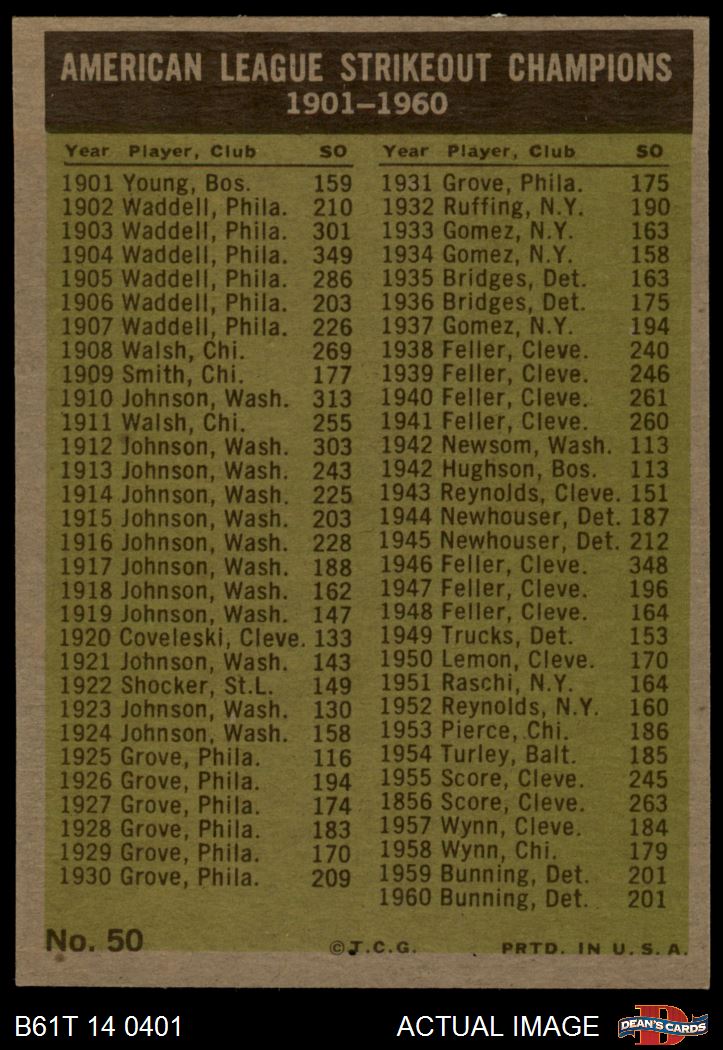 AMERICAN LEAGUE STRIKEOUT CHAMPIONS
1901–1960
Year Player, Club SO
1901 Young, Bos. 159
1902 Waddell, Phila. 210
1903 Waddell, Phila. 301
1904 Waddell, Phila. 349
1905 Waddell, Phila. 286
1906 Waddell, Phila. 203
1907 Waddell, Phila. 226
1908 Walsh, Chi. 269
1909 Smith, Chi. 177
1910 Johnson, Wash. 313
1911 Walsh, Chi. 255
1912 Johnson, Wash. 303
1913 Johnson, Wash. 243
1914 Johnson, Wash. 225
1915 Johnson, Wash. 203
1916 Johnson, Wash. 228
1917 Johnson, Wash. 188
1918 Johnson, Wash. 162
1919 Johnson, Wash. 147
1920 Coveleski, Cleve. 133
1921 Johnson, Wash. 143
1922 Shocker, St.L. 149
1923 Johnson, Wash. 130
1924 Johnson, Wash. 158
1925 Grove, Phila. 116
1926 Grove, Phila. 194
1927 Grove, Phila. 174
1928 Grove, Phila. 183
1929 Grove, Phila. 170
1930 Grove, Phila. 209
Year Player, Club SO
1931 Grove, Phila. 175
1932 Ruffing, N.Y. 190
1933 Gomez, N.Y. 163
1934 Gomez, N.Y. 158
1935 Bridges, Det. 163
1936 Bridges, Det. 175
1937 Gomez, N.Y. 194
1938 Feller, Cleve. 240
1939 Feller, Cleve. 246
1940 Feller, Cleve. 261
1941 Feller, Cleve. 260
1942 Newsom, Wash. 113
1942 Hughson, Bos. 113
1943 Reynolds, Cleve. 151
1944 Newhouser, Det. 187
1945 Newhouser, Det. 212
1946 Feller, Cleve. 348
1947 Feller, Cleve. 196
1948 Feller, Cleve. 164
1949 Trucks, Det. 153
1950 Lemon, Cleve. 170
1951 Raschi, N.Y. 164
1952 Reynolds, N.Y. 160
1953 Pierce, Chi. 186
1954 Turley, Balt. 185
1955 Score, Cleve. 245
1856 Score, Cleve. 263
1957 Wynn, Cleve. 184
1958 Wynn, Chi. 179
1959 Bunning, Det. 201
1960 Bunning, Det. 201
No. 50
©T.C.G. PRTD. IN U.S.A.
B61T 14 0401 ACTUAL IMAGE
D
DEAN'S CARDS